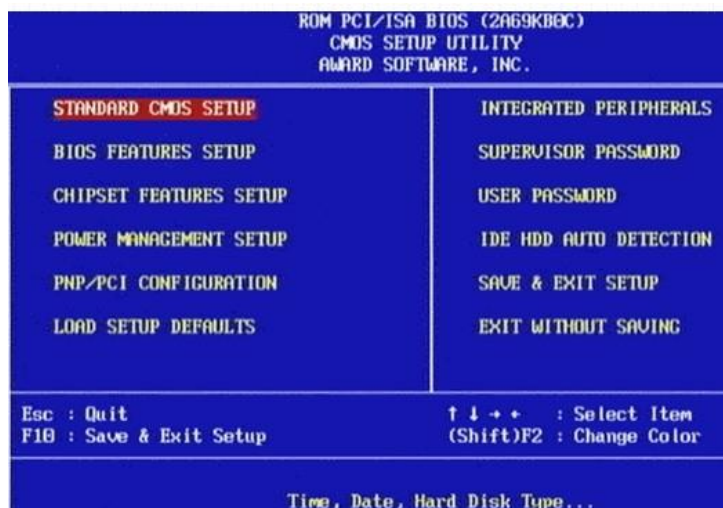 ROM PCI/ISA BIOS (2A69KB0C)
CMOS SETUP UTILITY
AWARD SOFTWARE, INC.
STANDARD CMOS SETUP
BIOS FEATURES SETUP
CHIPSET FEATURES SETUP
POWER MANAGEMENT SETUP
PNP/PCI CONFIGURATION
LOAD SETUP DEFAULTS
INTEGRATED PERIPHERALS
SUPERVISOR PASSWORD
USER PASSWORD
IDE HDD AUTO DETECTION
SAVE & EXIT SETUP
EXIT WITHOUT SAVING
Esc : Quit
F10 : Save & Exit Setup
↑ ↓ → ← : Select Item
(Shift)F2 : Change Color
Time, Date, Hard Disk Type...